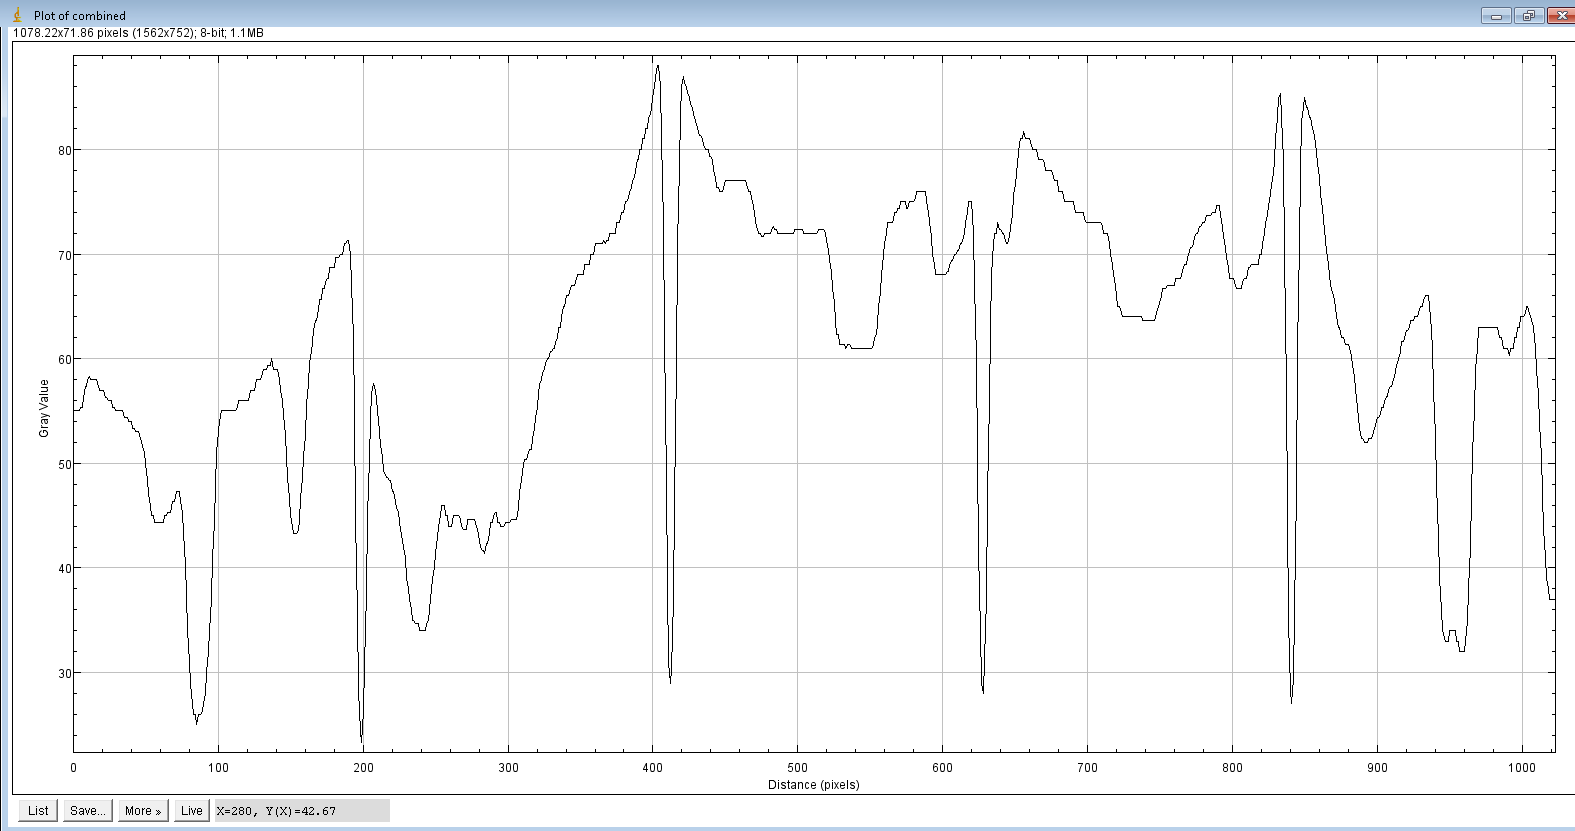 Plot of combined
1078.22x71.86 pixels (1562x752); 8-bit; 1.1MB
80
70
60
50
40
30
Gray Value
0 100 200 300 400 500 600 700 800 900 1000
Distance (pixels)
List Save... More » Live X=280, Y(X)=42.67